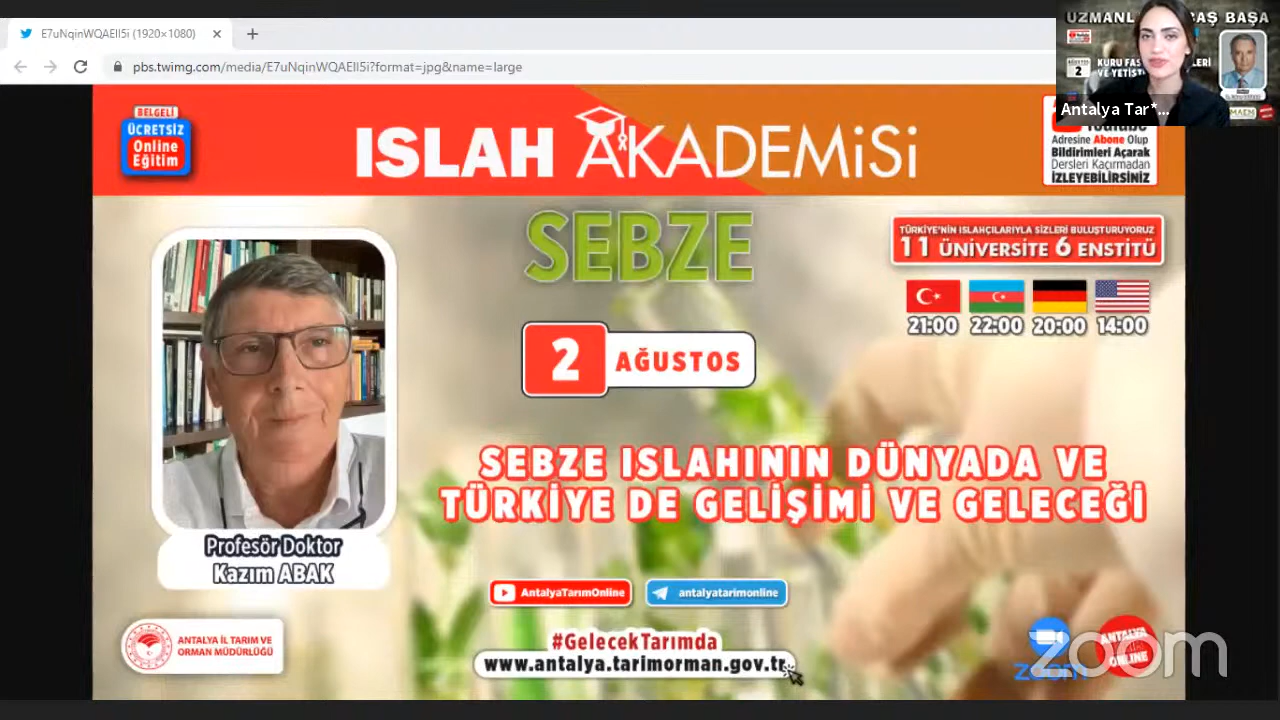 E7uNqinWQAEIl5i (1920×1080)
pbs.twimg.com/media/E7uNqinWQAEIl5i?format=jpg&name=large
2
Antalya Tar*...
BELGELİ
ÜCRETSİZ
Online
Eğitim
ISLAH AKADEMiSi
Adresine Abone Olup
Bildirimleri Açarak
Dersleri Kaçırmadan
İZLEYEBİLİRSİNİZ
SEBZE
TÜRKİYE'NİN ISLAHÇILARIYLA SİZLERİ BULUŞTURUYORUZ
11 ÜNİVERSİTE 6 ENSTİTÜ
21:00 22:00 20:00 14:00
2 AĞUSTOS
SEBZE ISLAHININ DÜNYADA VE
TÜRKİYE DE GELİŞİMİ VE GELECEĞİ
Profesör Doktor
Kazım ABAK
AntalyaTarımOnline
antalyatarimonline
ANTALYA İL TARIM VE
ORMAN MÜDÜRLÜĞÜ
#GelecekTarımda
www.antalya.tarimorman.gov.tr
zoom